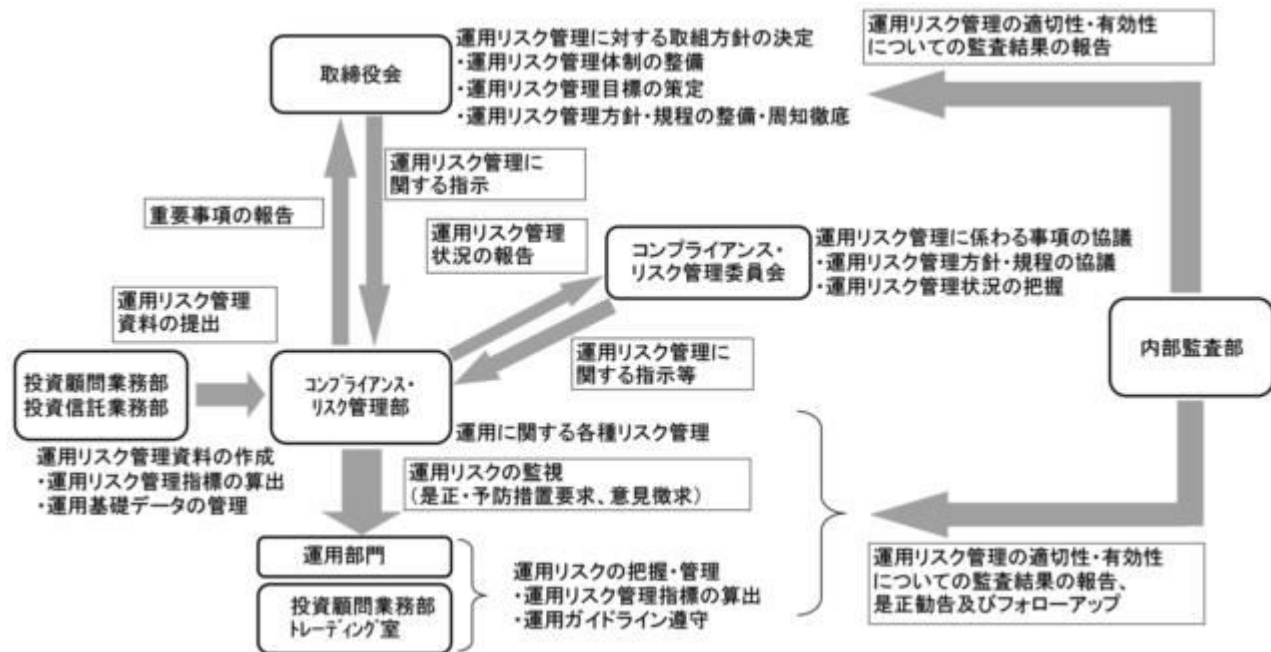 運用リスク管理に対する取組方針の決定
・運用リスク管理体制の整備
・運用リスク管理目標の策定
・運用リスク管理方針・規程の整備・周知徹底
取締役会
運用リスク管理の適切性・有効性
についての監査結果の報告
運用リスク管理に
関する指示
重要事項の報告
運用リスク管理
状況の報告
コンプライアンス・
リスク管理委員会
運用リスク管理に係わる事項の協議
・運用リスク管理方針・規程の協議
・運用リスク管理状況の把握
運用リスク管理
資料の提出
運用リスク管理に
関する指示等
内部監査部
投資顧問業務部
投資信託業務部
コンプライアンス・
リスク管理部
運用に関する各種リスク管理
運用リスク管理資料の作成
・運用リスク管理指標の算出
・運用基礎データの管理
運用リスクの監視
(是正・予防措置要求、意見徴求)
運用部門
投資顧問業務部
トレーディング室
運用リスクの把握・管理
・運用リスク管理指標の算出
・運用ガイドライン遵守
運用リスク管理の適切性・有効性
についての監査結果の報告、
是正勧告及びフォローアップ